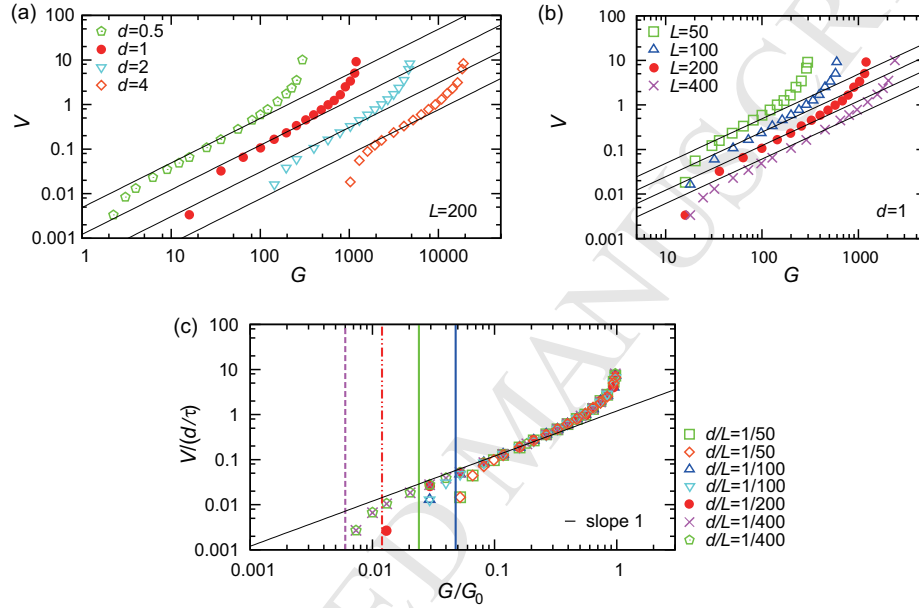 (a)
100
10
1
0.1
0.01
0.001
V
d=0.5
d=1
d=2
d=4
L=200
1 10 100 1000 10000
G
(b)
100
10
1
0.1
0.01
0.001
V
L=50
L=100
L=200
L=400
d=1
10 100 1000
G
(c)
100
10
1
0.1
0.01
0.001
V/(d/τ)
— slope 1
0.001 0.01 0.1 1
G/G0
d/L=1/50
d/L=1/50
d/L=1/100
d/L=1/100
d/L=1/200
d/L=1/400
d/L=1/400
ED MANUSCR